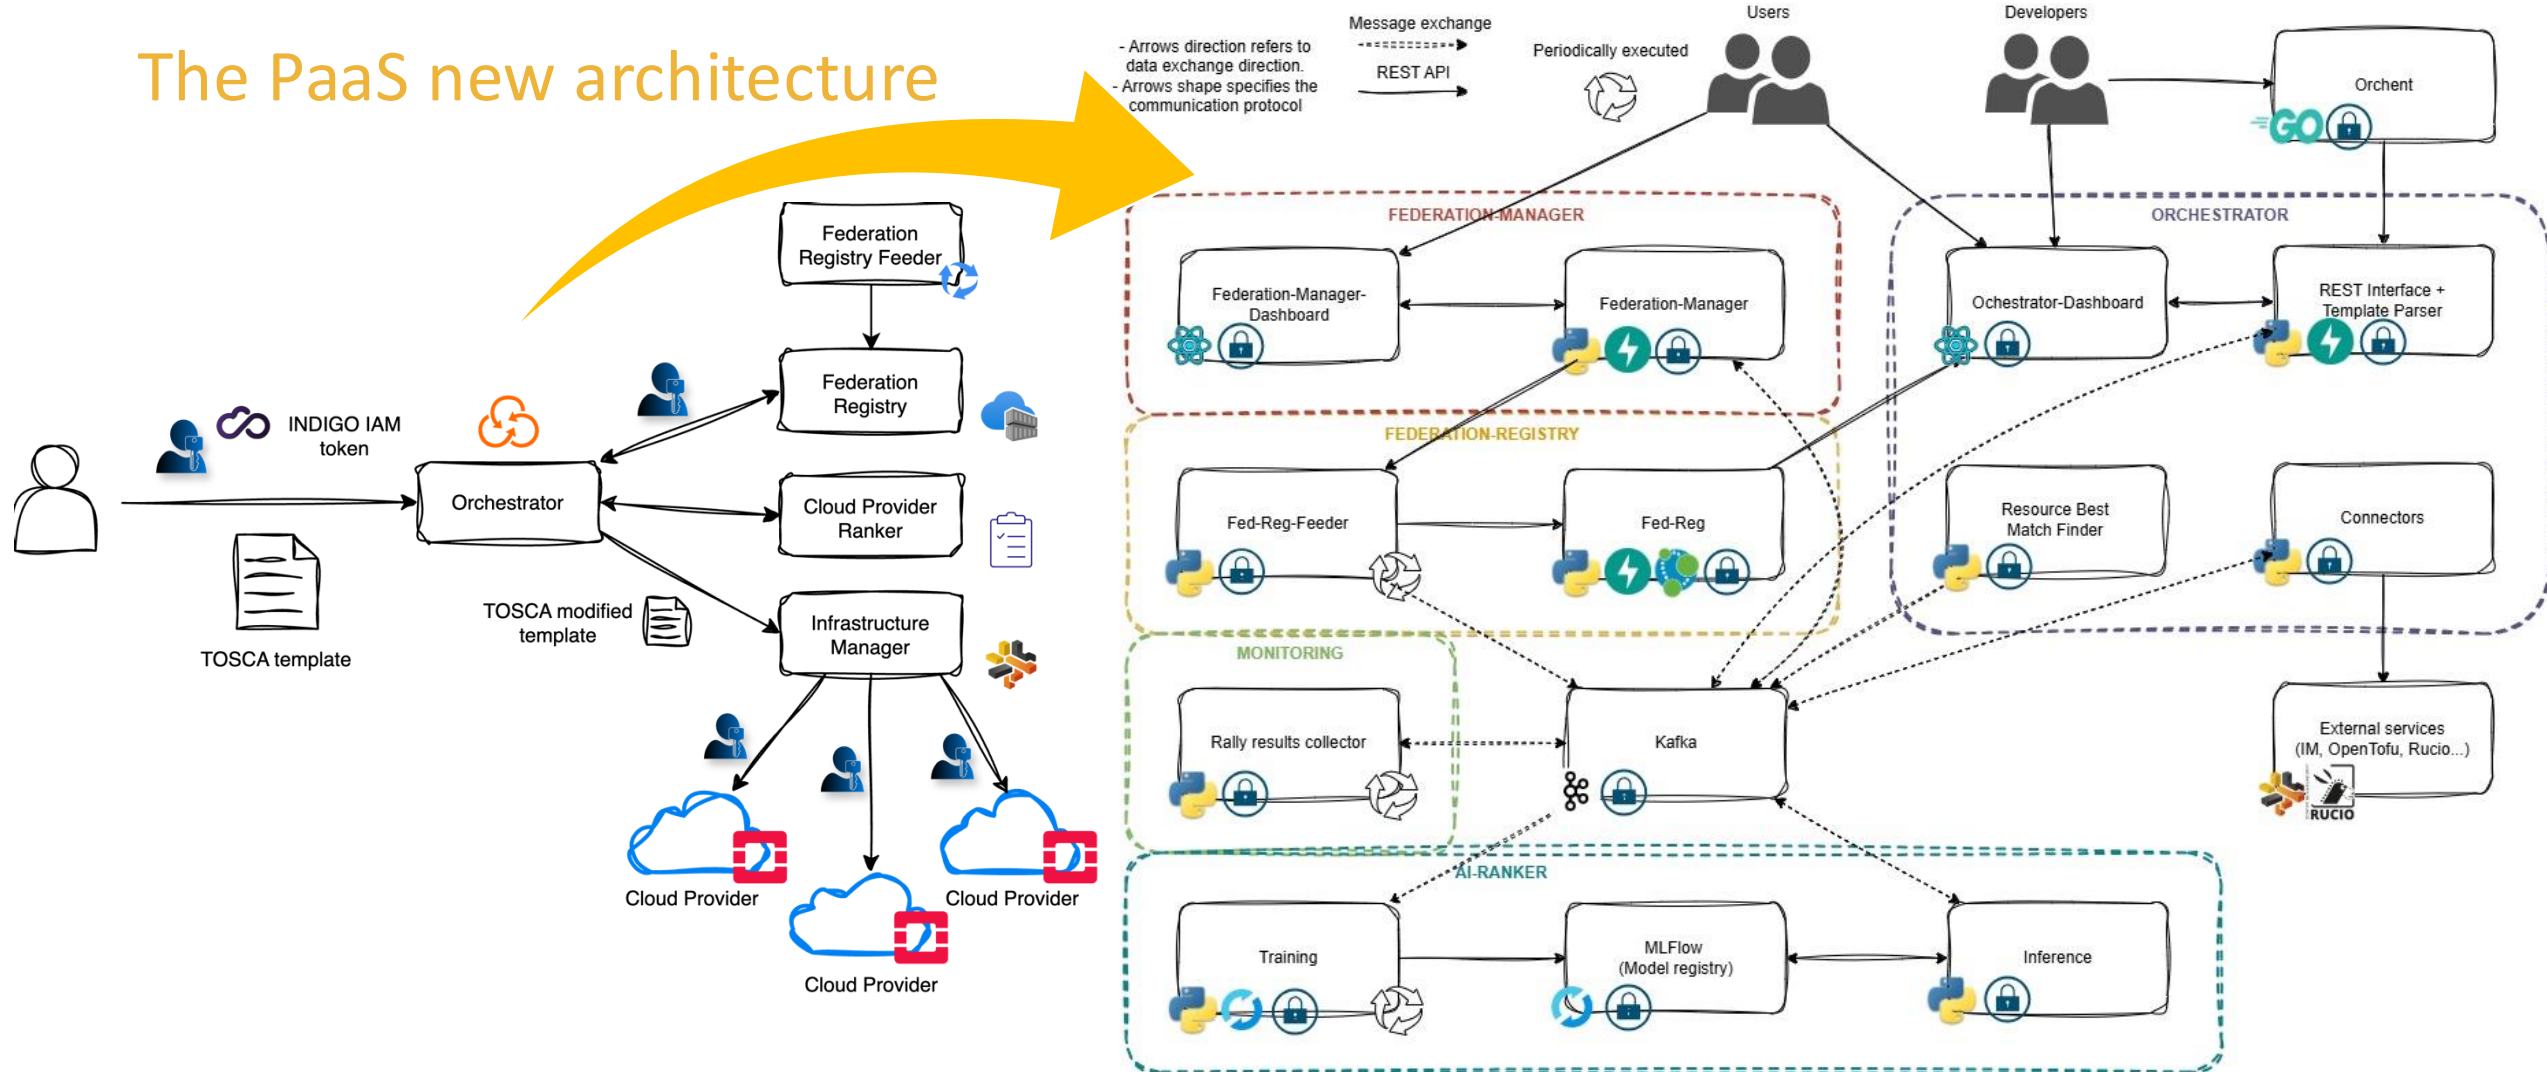 The PaaS new architecture
- Arrows direction refers to
data exchange direction.
- Arrows shape specifies the
communication protocol
Message exchange
REST API
Periodically executed
Users
Developers
Orchent
GO
Federation
Registry Feeder
Federation
Registry
INDIGO IAM
token
Orchestrator
Cloud Provider
Ranker
TOSCA template
TOSCA modified
template
Infrastructure
Manager
Cloud Provider
Cloud Provider
Cloud Provider
FEDERATION-MANAGER
Federation-Manager-
Dashboard
Federation-Manager
ORCHESTRATOR
Ochestrator-Dashboard
REST Interface +
Template Parser
FEDERATION-REGISTRY
Fed-Reg-Feeder
Fed-Reg
Resource Best
Match Finder
Connectors
MONITORING
Rally results collector
Kafka
External services
(IM, OpenTofu, Rucio...)
RUCIO
AI-RANKER
Training
MLFlow
(Model registry)
Inference